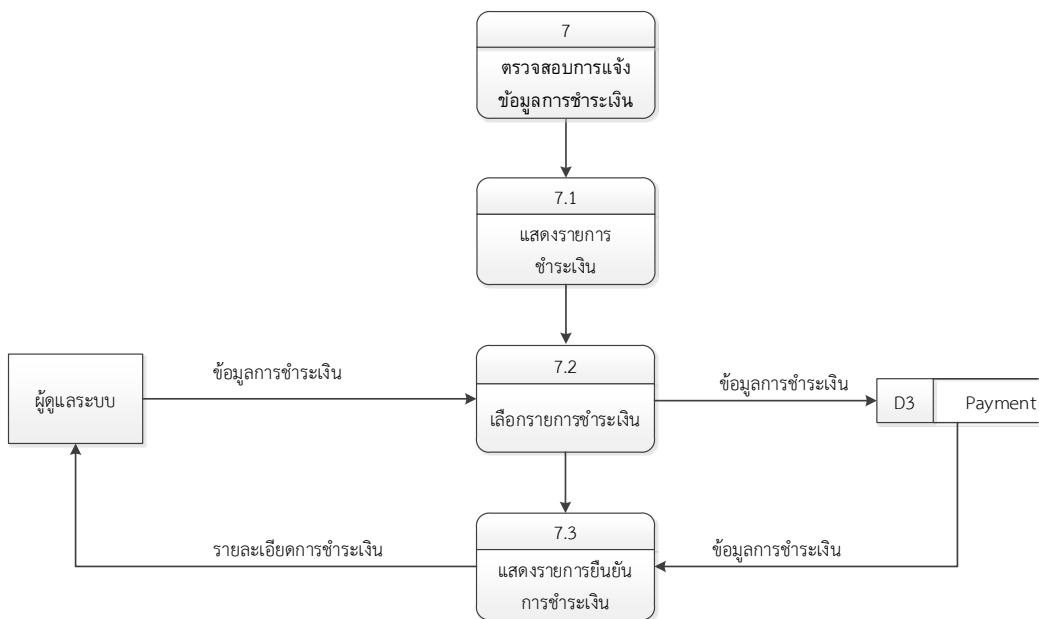 7
ตรวจสอบการแจ้ง
ข้อมูลการชำระเงิน
7.1
แสดงรายการ
ชำระเงิน
ผู้ดูแลระบบ
ข้อมูลการชำระเงิน
7.2
เลือกรายการชำระเงิน
ข้อมูลการชำระเงิน
D3
Payment
รายละเอียดการชำระเงิน
7.3
แสดงรายการยืนยัน
การชำระเงิน
ข้อมูลการชำระเงิน